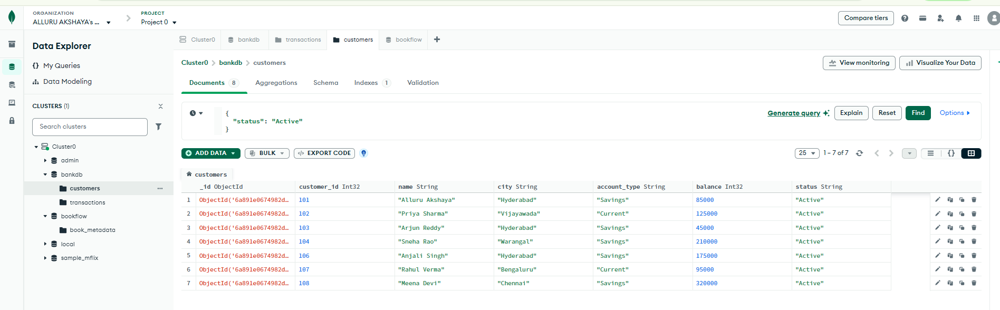 ORGANIZATION
ALLURU AKSHAYA's ...
PROJECT
Project 0
Compare tiers
Data Explorer
My Queries
Data Modeling
CLUSTERS (1)
Search clusters
Cluster0
admin
bankdb
customers
transactions
bookflow
book_metadata
local
sample_mflix
Cluster0 bankdb transactions customers bookflow
Cluster0 > bankdb > customers
View monitoring Visualize Your Data
Documents 8 Aggregations Schema Indexes 1 Validation
{
"status": "Active"
}
Generate query Explain Reset Find Options
ADD DATA BULK EXPORT CODE
25 1 – 7 of 7
customers
_id ObjectId customer_id Int32 name String city String account_type String balance Int32 status String
1 ObjectId('6a891e0674982d… 101 "Alluru Akshaya" "Hyderabad" "Savings" 85000 "Active"
2 ObjectId('6a891e0674982d… 102 "Priya Sharma" "Vijayawada" "Current" 125000 "Active"
3 ObjectId('6a891e0674982d… 103 "Arjun Reddy" "Hyderabad" "Savings" 45000 "Active"
4 ObjectId('6a891e0674982d… 104 "Sneha Rao" "Warangal" "Savings" 210000 "Active"
5 ObjectId('6a891e0674982d… 106 "Anjali Singh" "Hyderabad" "Savings" 175000 "Active"
6 ObjectId('6a891e0674982d… 107 "Rahul Verma" "Bengaluru" "Current" 95000 "Active"
7 ObjectId('6a891e0674982d… 108 "Meena Devi" "Chennai" "Savings" 320000 "Active"